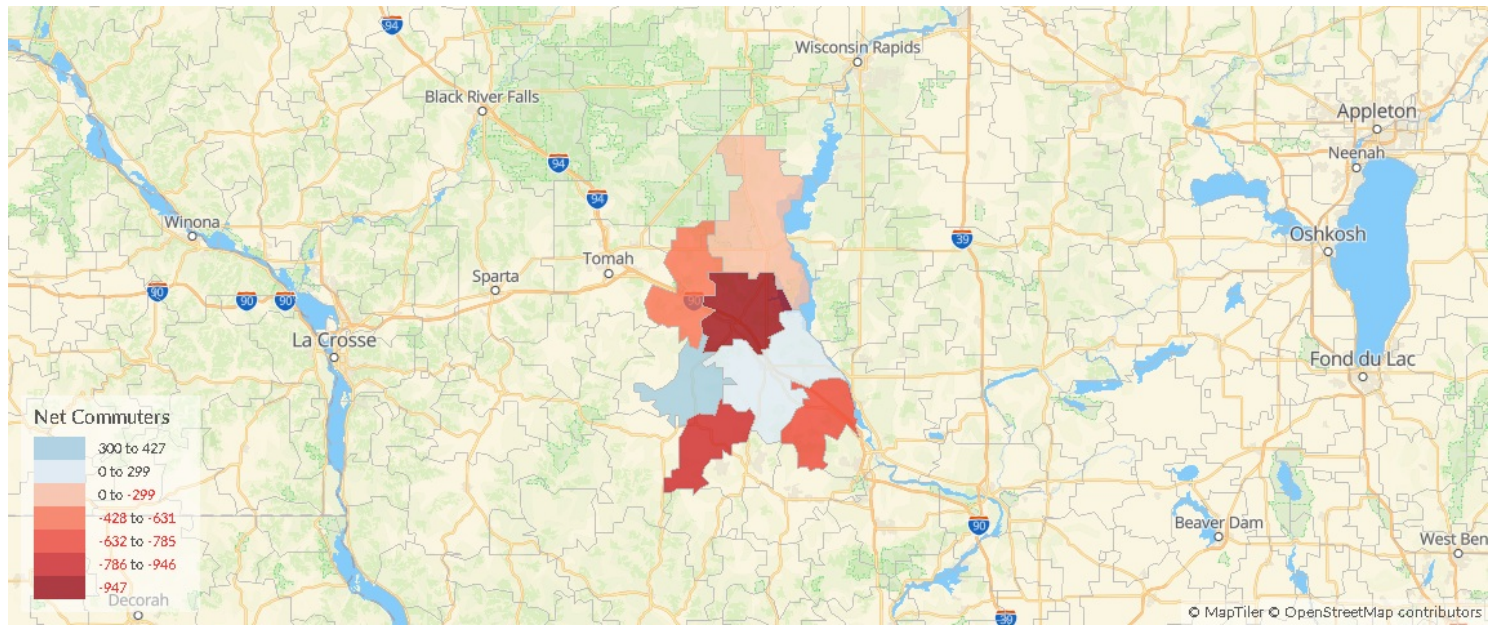 94
Wisconsin Rapids
Black River Falls
Appleton
94
Neenah
94
Winona
39
Oshkosh
Tomah
Sparta
90
90
90
90
La Crosse
Fond du Lac
Net Commuters
300 to 427
0 to 299
0 to -299
-428 to -631
-632 to -785
-786 to -946
-947
Decorah
90
Beaver Dam
West Ben
39
© MapTiler © OpenStreetMap contributors